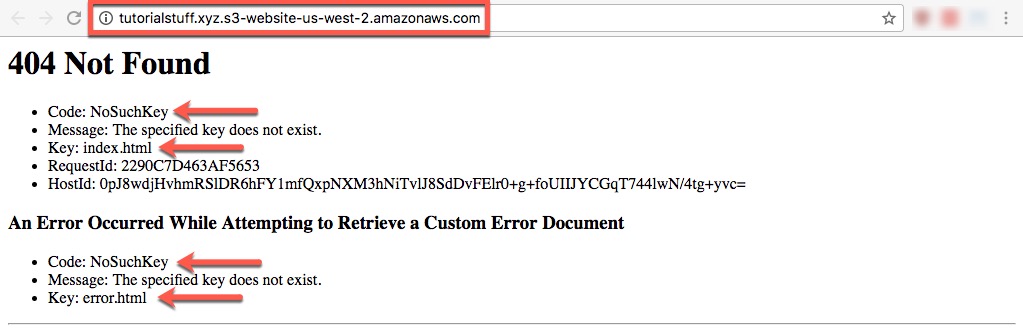 tutorialstuff.xyz.s3-website-us-west-2.amazonaws.com
404 Not Found
• Code: NoSuchKey
• Message: The specified key does not exist.
• Key: index.html
• RequestId: 2290C7D463AF5653
• HostId: 0pJ8wdjHvhmRSlDR6hFY1mfQxpNXM3hNiTvlJ8SdDvFElr0+g+foUIIJYCGqT744lwN/4tg+yvc=
An Error Occurred While Attempting to Retrieve a Custom Error Document
• Code: NoSuchKey
• Message: The specified key does not exist.
• Key: error.html